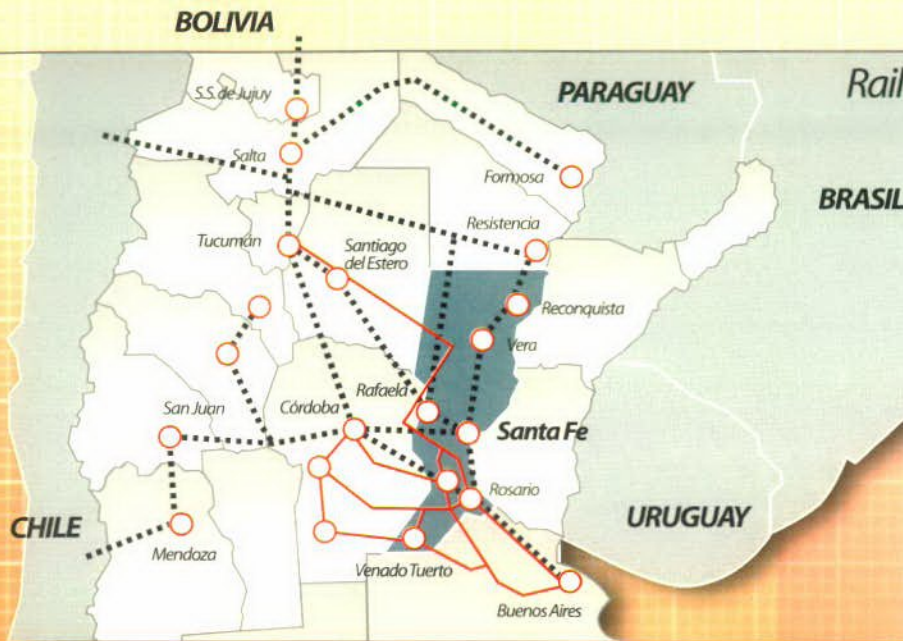 BOLIVIA
S.S. de Jujuy
PARAGUAY
Rail
Salta
Formosa
BRASIL
Resistencia
Tucumán
Santiago
del Estero
Reconquista
Vera
Rafaela
San Juan
Córdoba
Santa Fe
Rosario
CHILE
URUGUAY
Mendoza
Venado Tuerto
Buenos Aires